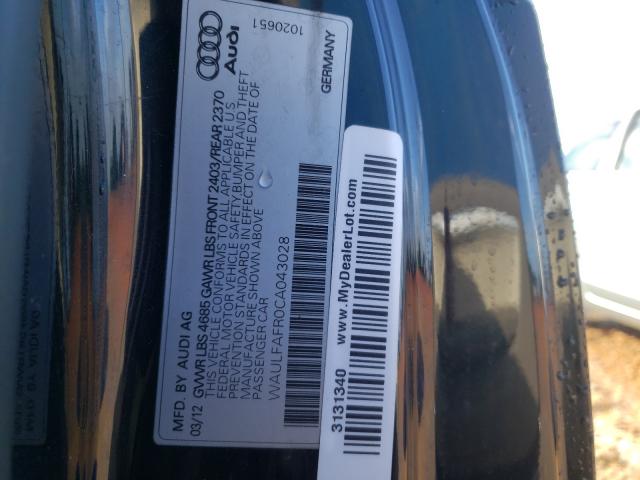 MFD. BY AUDI AG
03/12 GVWR LBS 4685 GAWR LBS FRONT 2403/REAR 2370
THIS VEHICLE CONFORMS TO ALL APPLICABLE U S
FEDERAL MOTOR VEHICLE SAFETY, BUMPER AND THEFT
PREVENTION STANDARDS IN EFFECT ON THE DATE OF
MANUFACTURE SHOWN ABOVE
PASSENGER CAR
WAULFAFR0CA043028
Audi
1020651
GERMANY
3131340 www.MyDealerLot.com